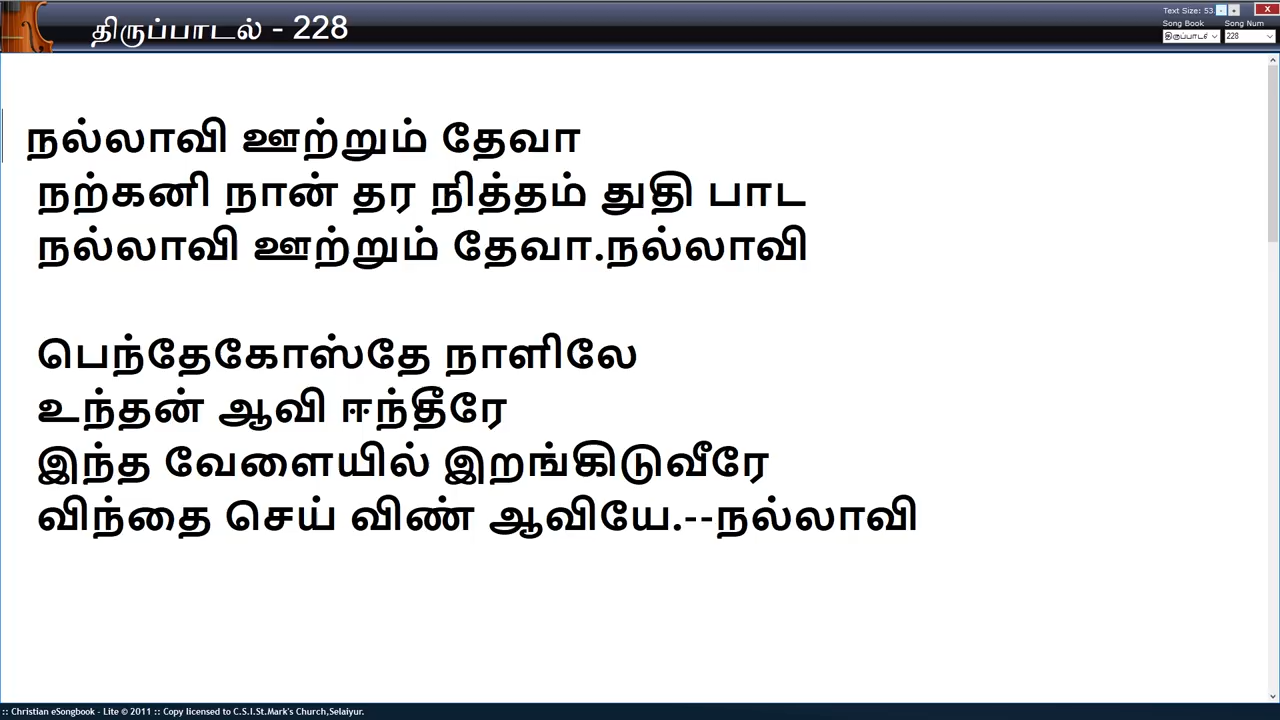 திருப்பாடல் - 228
Text Size: 53 - +
Song Book Song Num
திருப்பாடல் 228
நல்லாவி ஊற்றும் தேவா
நற்கனி நான் தர நித்தம் துதி பாட
நல்லாவி ஊற்றும் தேவா.நல்லாவி
பெந்தேகோஸ்தே நாளிலே
உந்தன் ஆவி ஈந்தீரே
இந்த வேளையில் இறங்கிடுவீரே
விந்தை செய் விண் ஆவியே.--நல்லாவி
:: Christian eSongbook - Lite © 2011 :: Copy licensed to C.S.I.St.Mark's Church,Selaiyur.